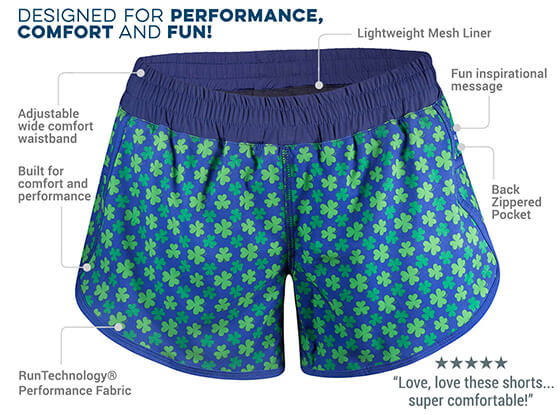 DESIGNED FOR PERFORMANCE,
COMFORT AND FUN!
Lightweight Mesh Liner
Fun inspirational
message
Adjustable
wide comfort
waistband
Built for
comfort and
performance
Back
Zippered
Pocket
RunTechnology®
Performance Fabric
★★★★★
“Love, love these shorts...
super comfortable!”